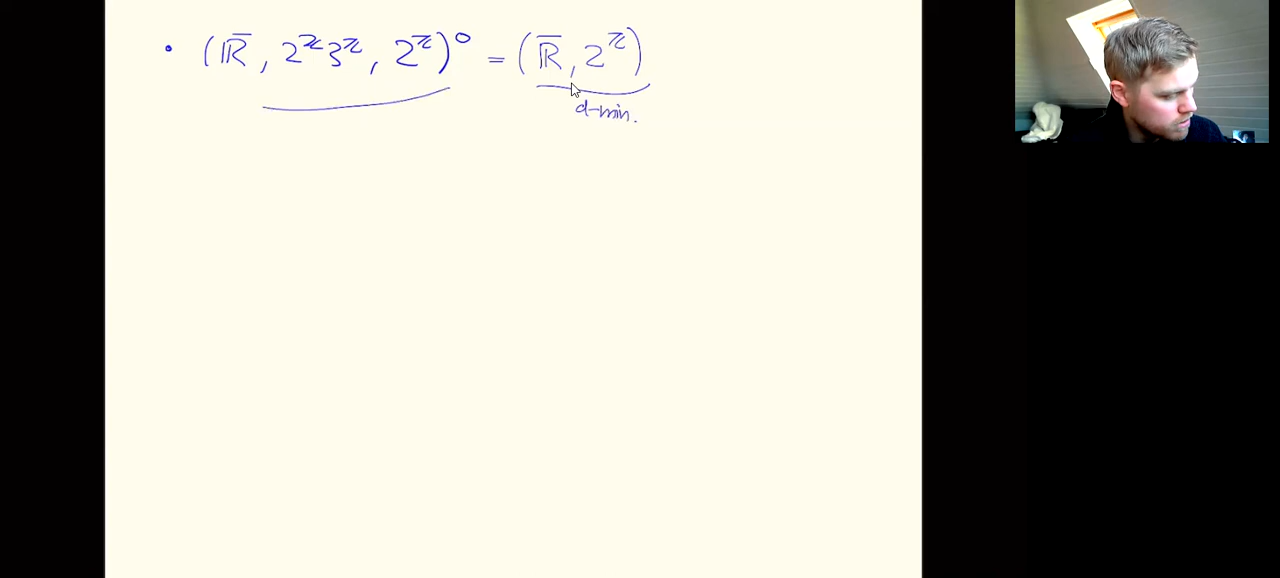 • (ℝ̄, 2^ℤ3^ℤ, 2^ℤ)° = (ℝ̄, 2^ℤ)
d-min.